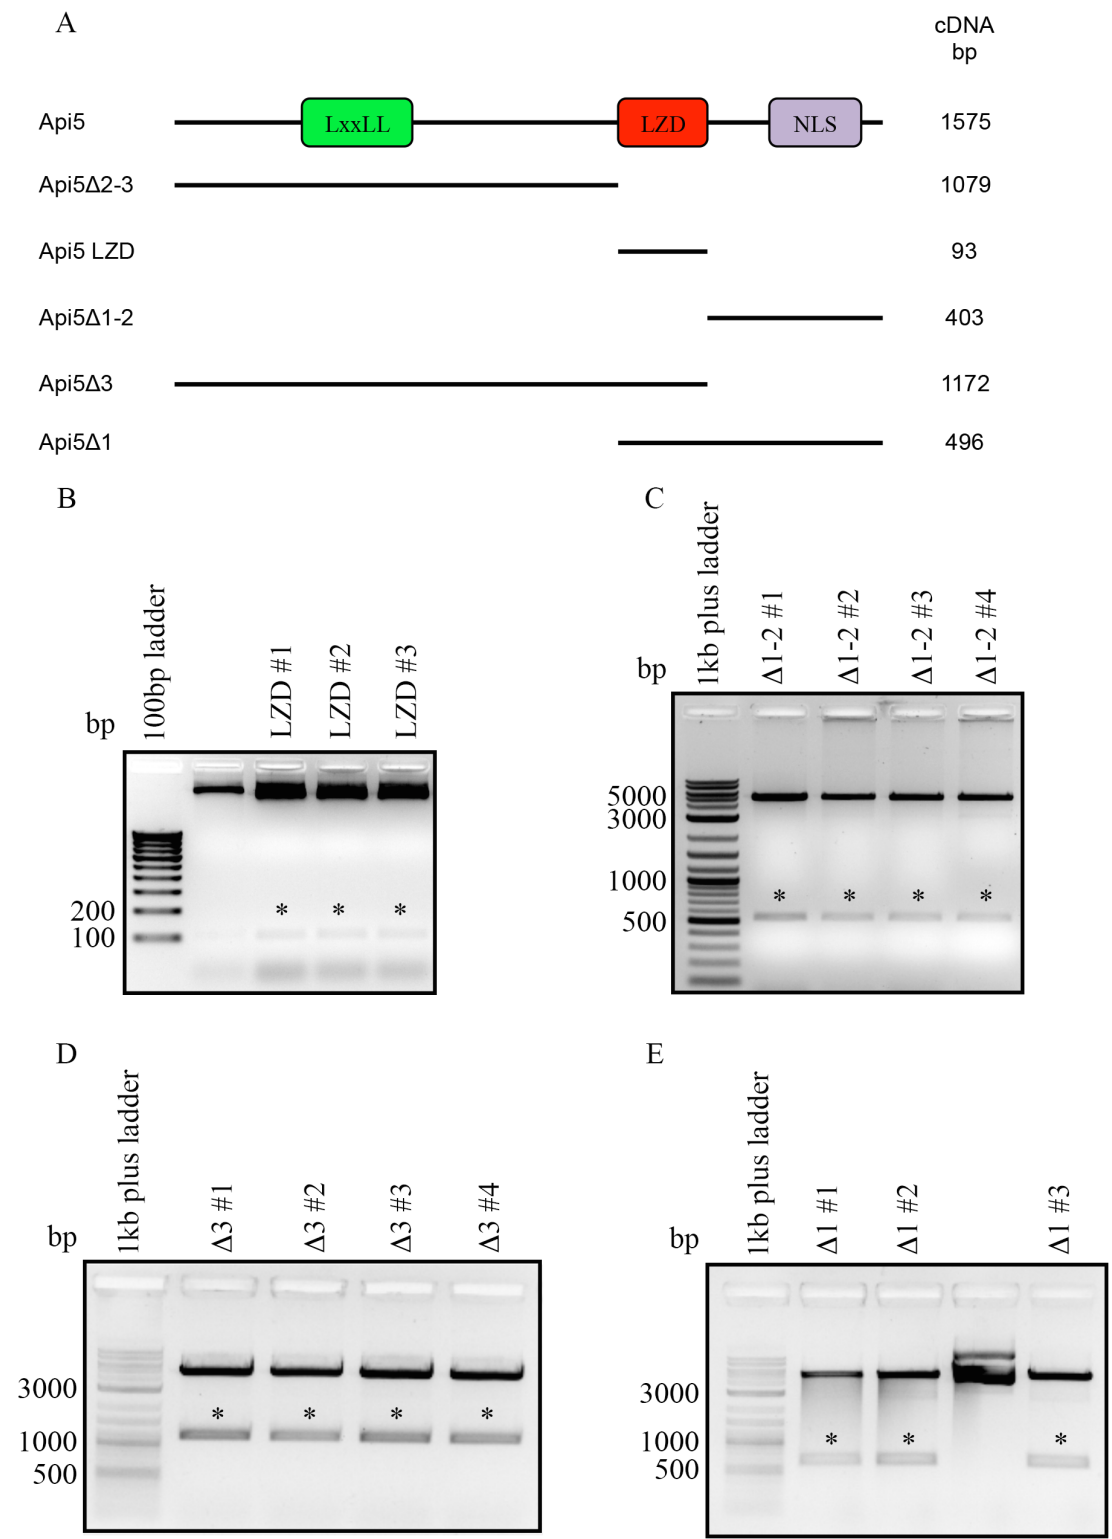 A
cDNA
bp
Api5 LxxLL LZD NLS 1575
Api5Δ2-3 1079
Api5 LZD 93
Api5Δ1-2 403
Api5Δ3 1172
Api5Δ1 496
B
bp
100bp ladder
LZD #1
LZD #2
LZD #3
* * *
200
100
C
bp
1kb plus ladder
Δ1-2 #1
Δ1-2 #2
Δ1-2 #3
Δ1-2 #4
5000
3000
1000
* * * *
500
D
bp
1kb plus ladder
Δ3 #1
Δ3 #2
Δ3 #3
Δ3 #4
3000
* * * *
1000
500
E
bp
1kb plus ladder
Δ1 #1
Δ1 #2
Δ1 #3
3000
1000
* * *
500